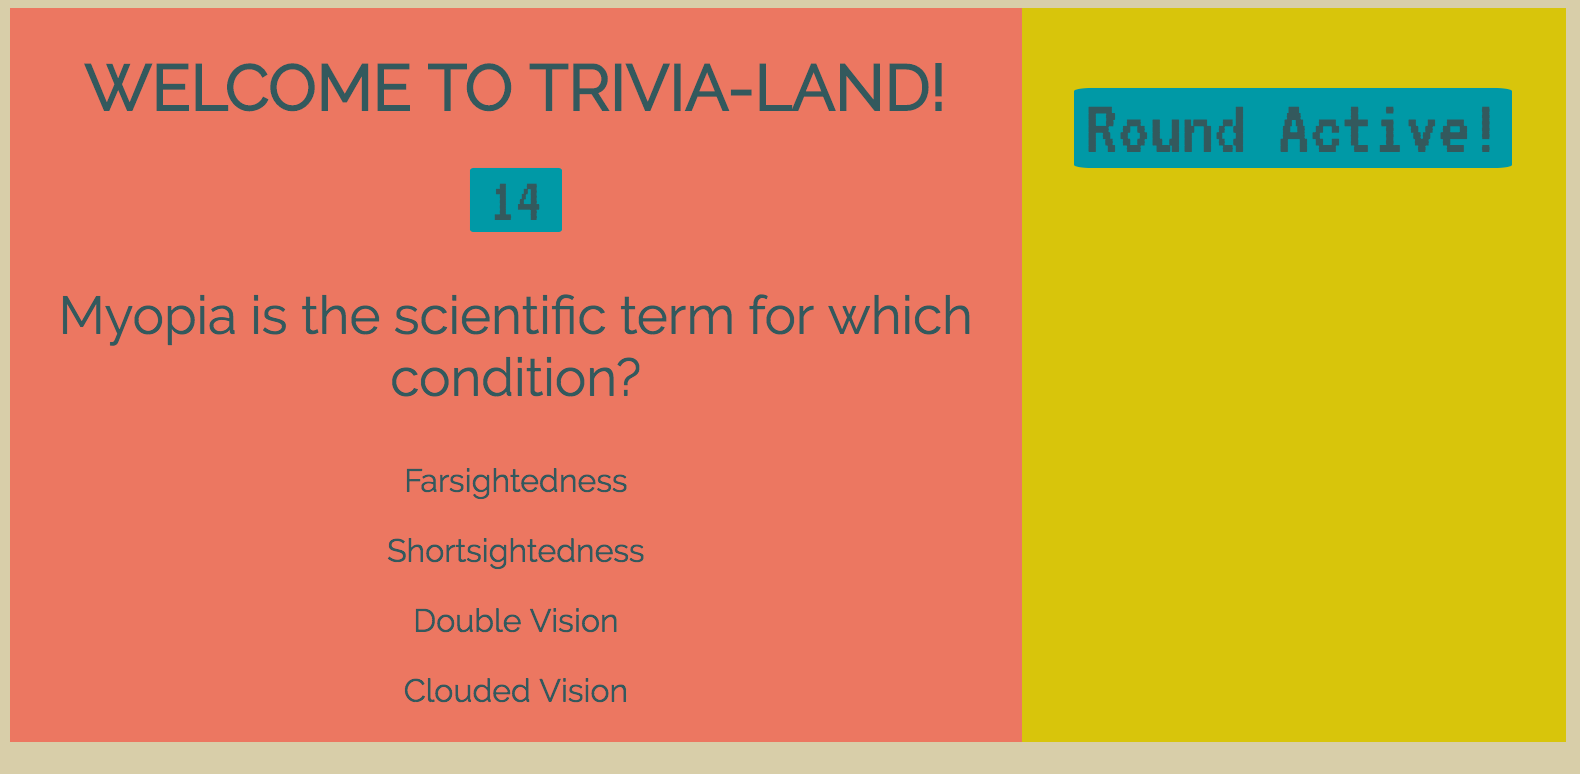 WELCOME TO TRIVIA-LAND!
14
Myopia is the scientific term for which
condition?
Farsightedness
Shortsightedness
Double Vision
Clouded Vision
Round Active!